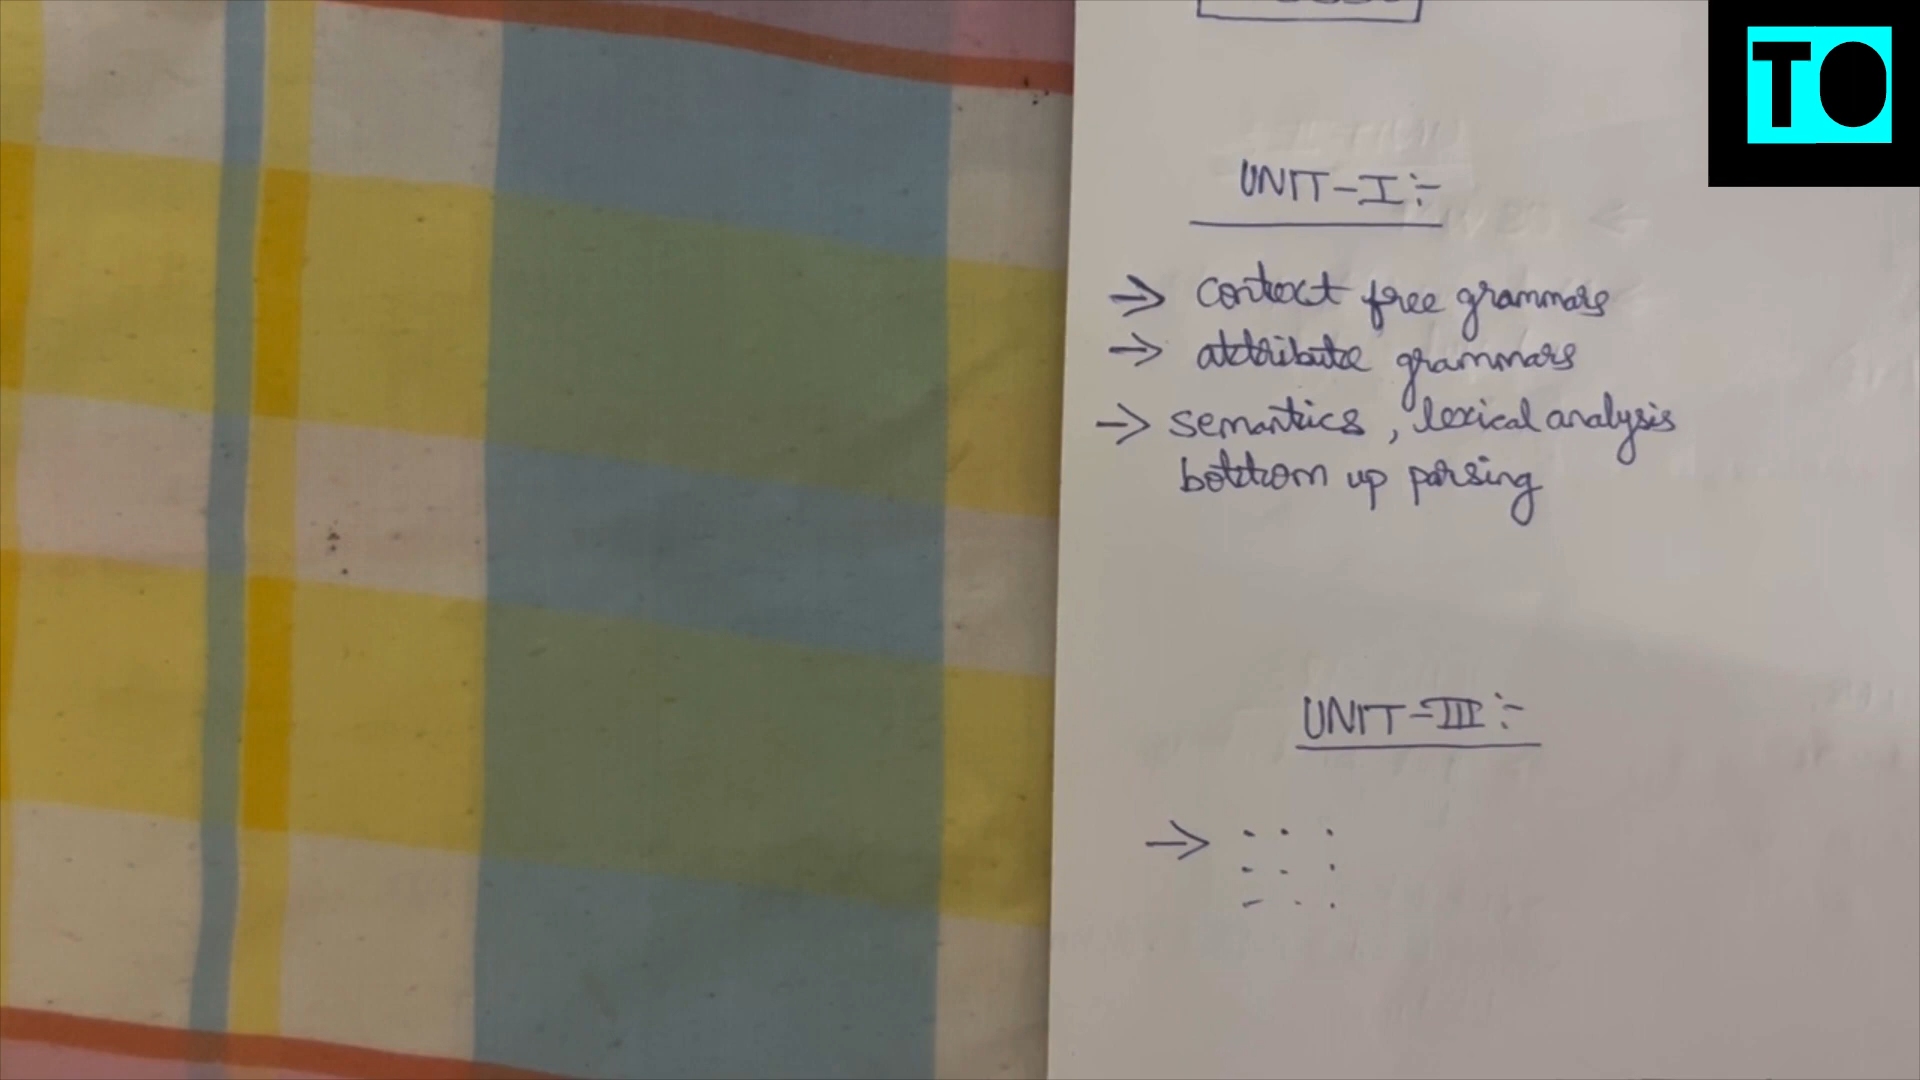 TO
UNIT-I:-
→ context free grammars
→ attribute grammars
→ semantics, lexical analysis
bottom up parsing
UNIT-III:-
→